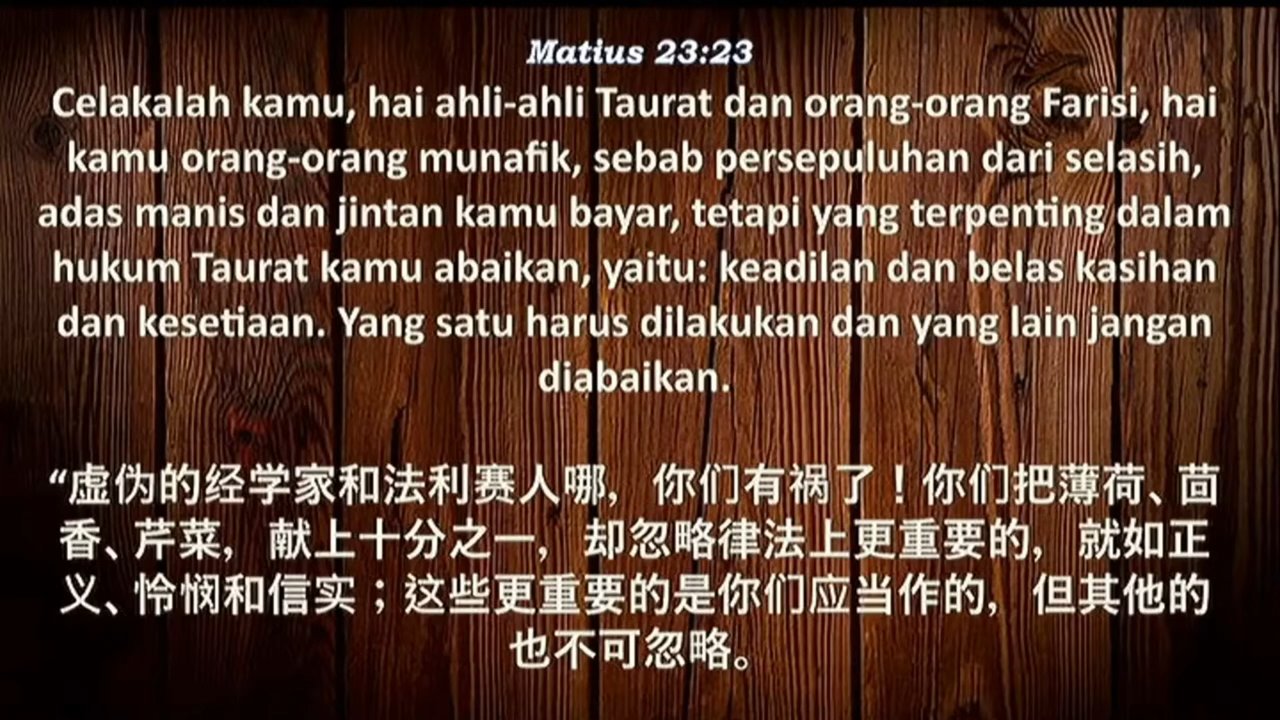 Matius 23:23
Celakalah kamu, hai ahli-ahli Taurat dan orang-orang Farisi, hai
kamu orang-orang munafik, sebab persepuluhan dari selasih,
adas manis dan jintan kamu bayar, tetapi yang terpenting dalam
hukum Taurat kamu abaikan, yaitu: keadilan dan belas kasihan
dan kesetiaan. Yang satu harus dilakukan dan yang lain jangan
diabaikan.
“虚伪的经学家和法利赛人哪，你们有祸了！你们把薄荷、茴
香、芹菜，献上十分之一，却忽略律法上更重要的，就如正
义、怜悯和信实；这些更重要的是你们应当作的，但其他的
也不可忽略。